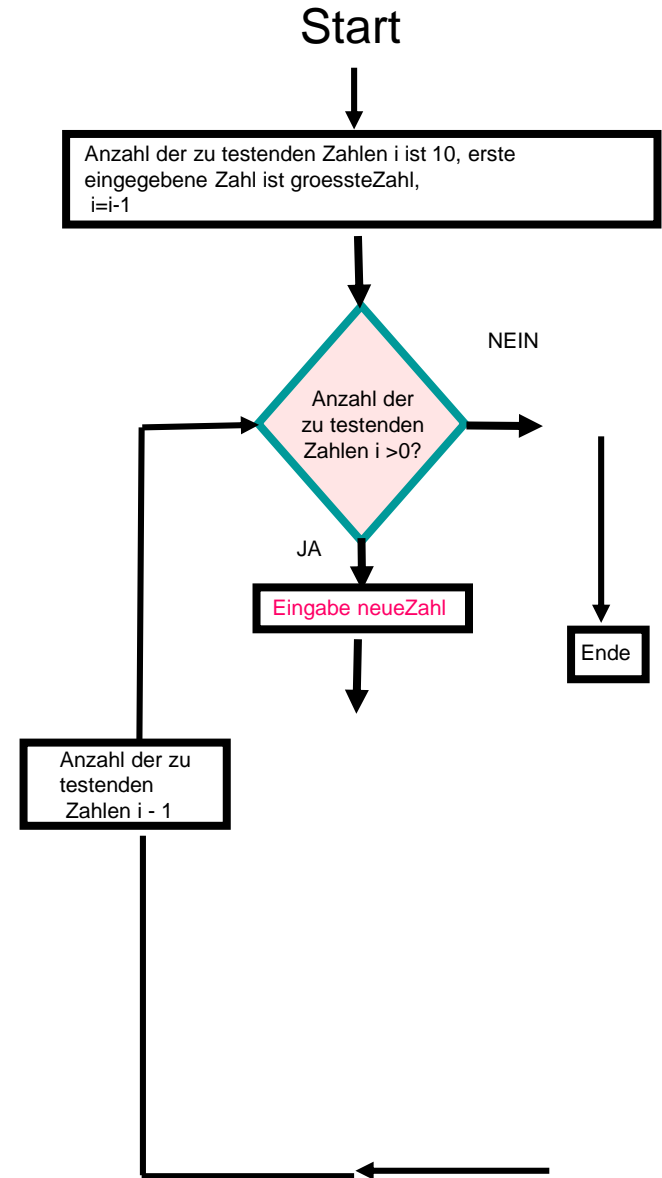 Start
Anzahl der zu testenden Zahlen i ist 10, erste
eingegebene Zahl ist groessteZahl,
i=i-1
NEIN
Anzahl der
zu testenden
Zahlen i >0?
JA
Eingabe neueZahl
Ende
Anzahl der zu
testenden
Zahlen i - 1